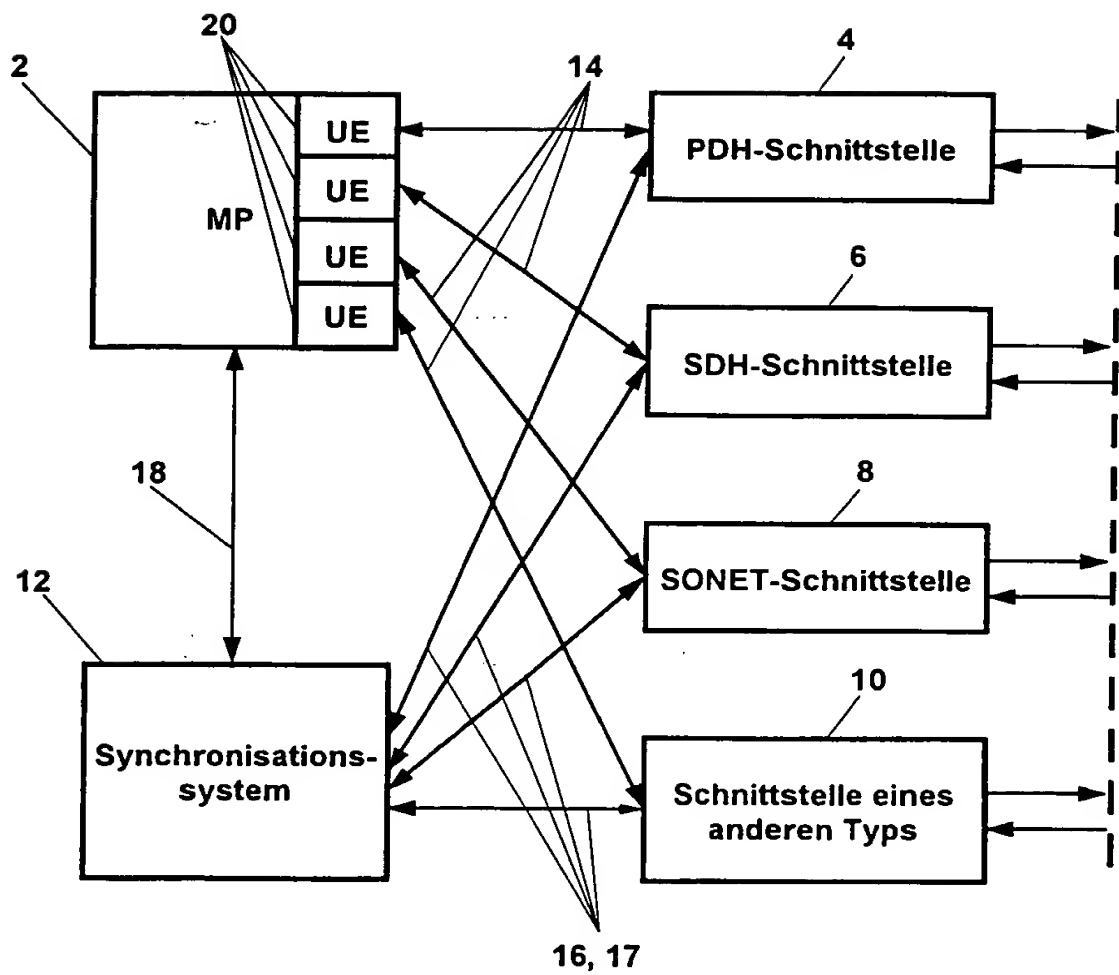 20
2
14
4
UE
UE
UE
UE
MP
PDH-Schnittstelle
6
SDH-Schnittstelle
18
8
SONET-Schnittstelle
12
Synchronisations-
system
10
Schnittstelle eines
anderen Typs
16, 17